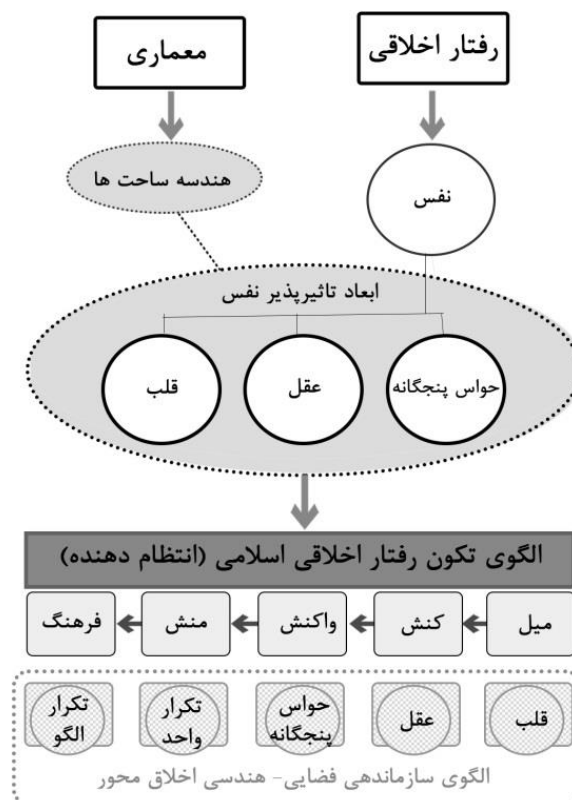 رفتار اخلاقی
معماری
نفس
هندسه ساحت ها
ابعاد تاثیرپذیر نفس
حواس پنجگانه
عقل
قلب
الگوی تکون رفتار اخلاقی اسلامی (انتظام دهنده)
میل
کنش
واکنش
منش
فرهنگ
قلب
عقل
حواس
پنجگانه
تکرار
واحد
تکرار
الگو
الگوی سازماندهی فضایی- هندسی اخلاق محور